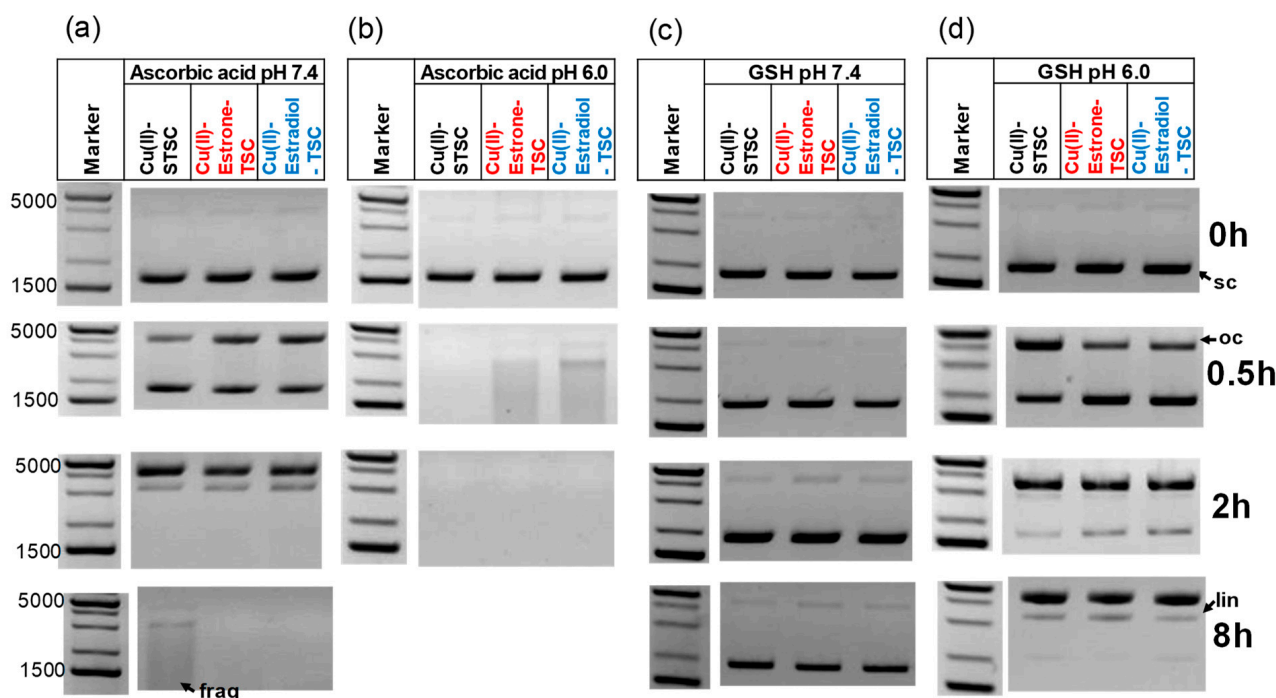 (a)
(b)
(c)
(d)
Marker
Ascorbic acid pH 7.4
Cu(II)-
STSC
Cu(II)-
Estrone-
TSC
Cu(II)-
Estradiol
- TSC
Marker
Ascorbic acid pH 6.0
Cu(II)-
STSC
Cu(II)-
Estrone-
TSC
Cu(II)-
Estradiol
- TSC
Marker
GSH pH 7.4
Cu(II)-
STSC
Cu(II)-
Estrone-
TSC
Cu(II)-
Estradiol
- TSC
Marker
GSH pH 6.0
Cu(II)-
STSC
Cu(II)-
Estrone-
TSC
Cu(II)-
Estradiol
- TSC
5000
1500
0h
sc
5000
1500
oc
0.5h
5000
1500
2h
5000
1500
lin
8h
frag